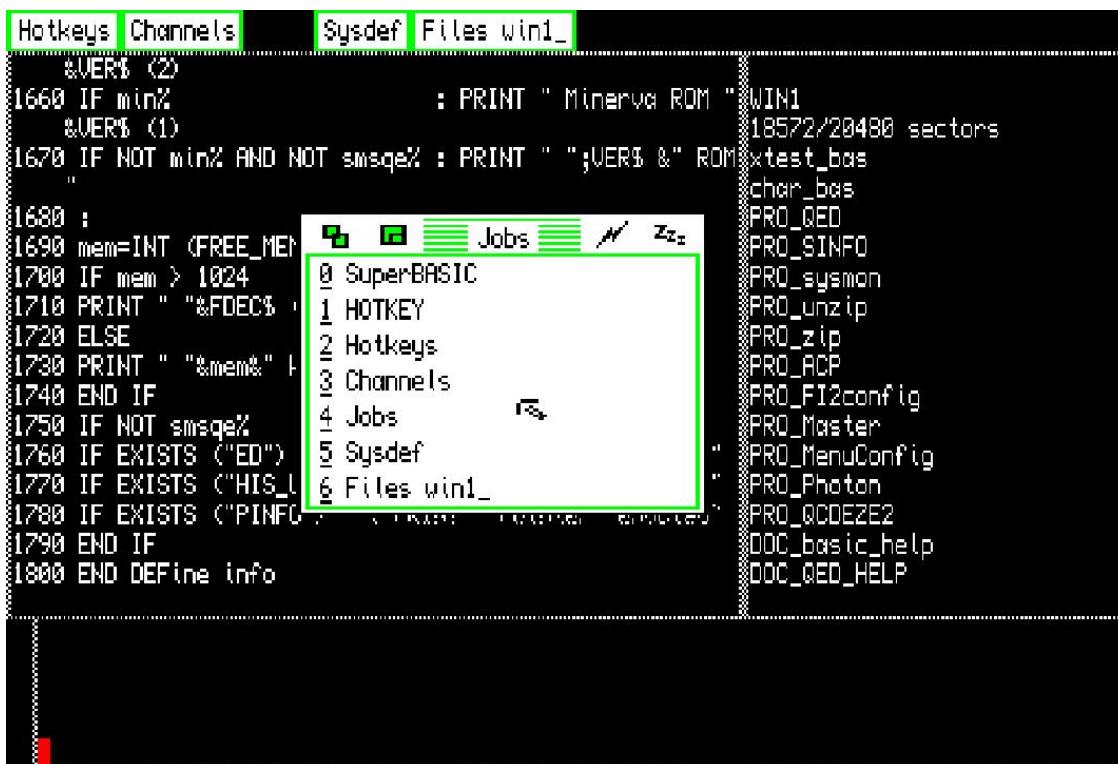 Hotkeys Channels Sysdef Files win1_
&VER$ (2)
1660 IF min% : PRINT " Minerva ROM "
&VER$ (1)
1670 IF NOT min% AND NOT smsqe% : PRINT " ";VER$ &" ROM
"
1680 :
1690 mem=INT (FREE_MEM
1700 IF mem > 1024
1710 PRINT " "&FDEC$
1720 ELSE
1730 PRINT " "&mem&"
1740 END IF
1750 IF NOT smsqe%
1760 IF EXISTS ("ED") "
1770 IF EXISTS ("HIS_ "
1780 IF EXISTS ("PINFO "
1790 END IF
1800 END DEFine info
Jobs Zzz
0 SuperBASIC
1 HOTKEY
2 Hotkeys
3 Channels
4 Jobs
5 Sysdef
6 Files win1_
WIN1
18572/20480 sectors
xtest_bas
char_bas
PRO_QED
PRO_SINFO
PRO_sysmon
PRO_unzip
PRO_zip
PRO_ACP
PRO_FI2config
PRO_Master
PRO_MenuConfig
PRO_Photon
PRO_QCDEZE2
DOC_basic_help
DOC_QED_HELP